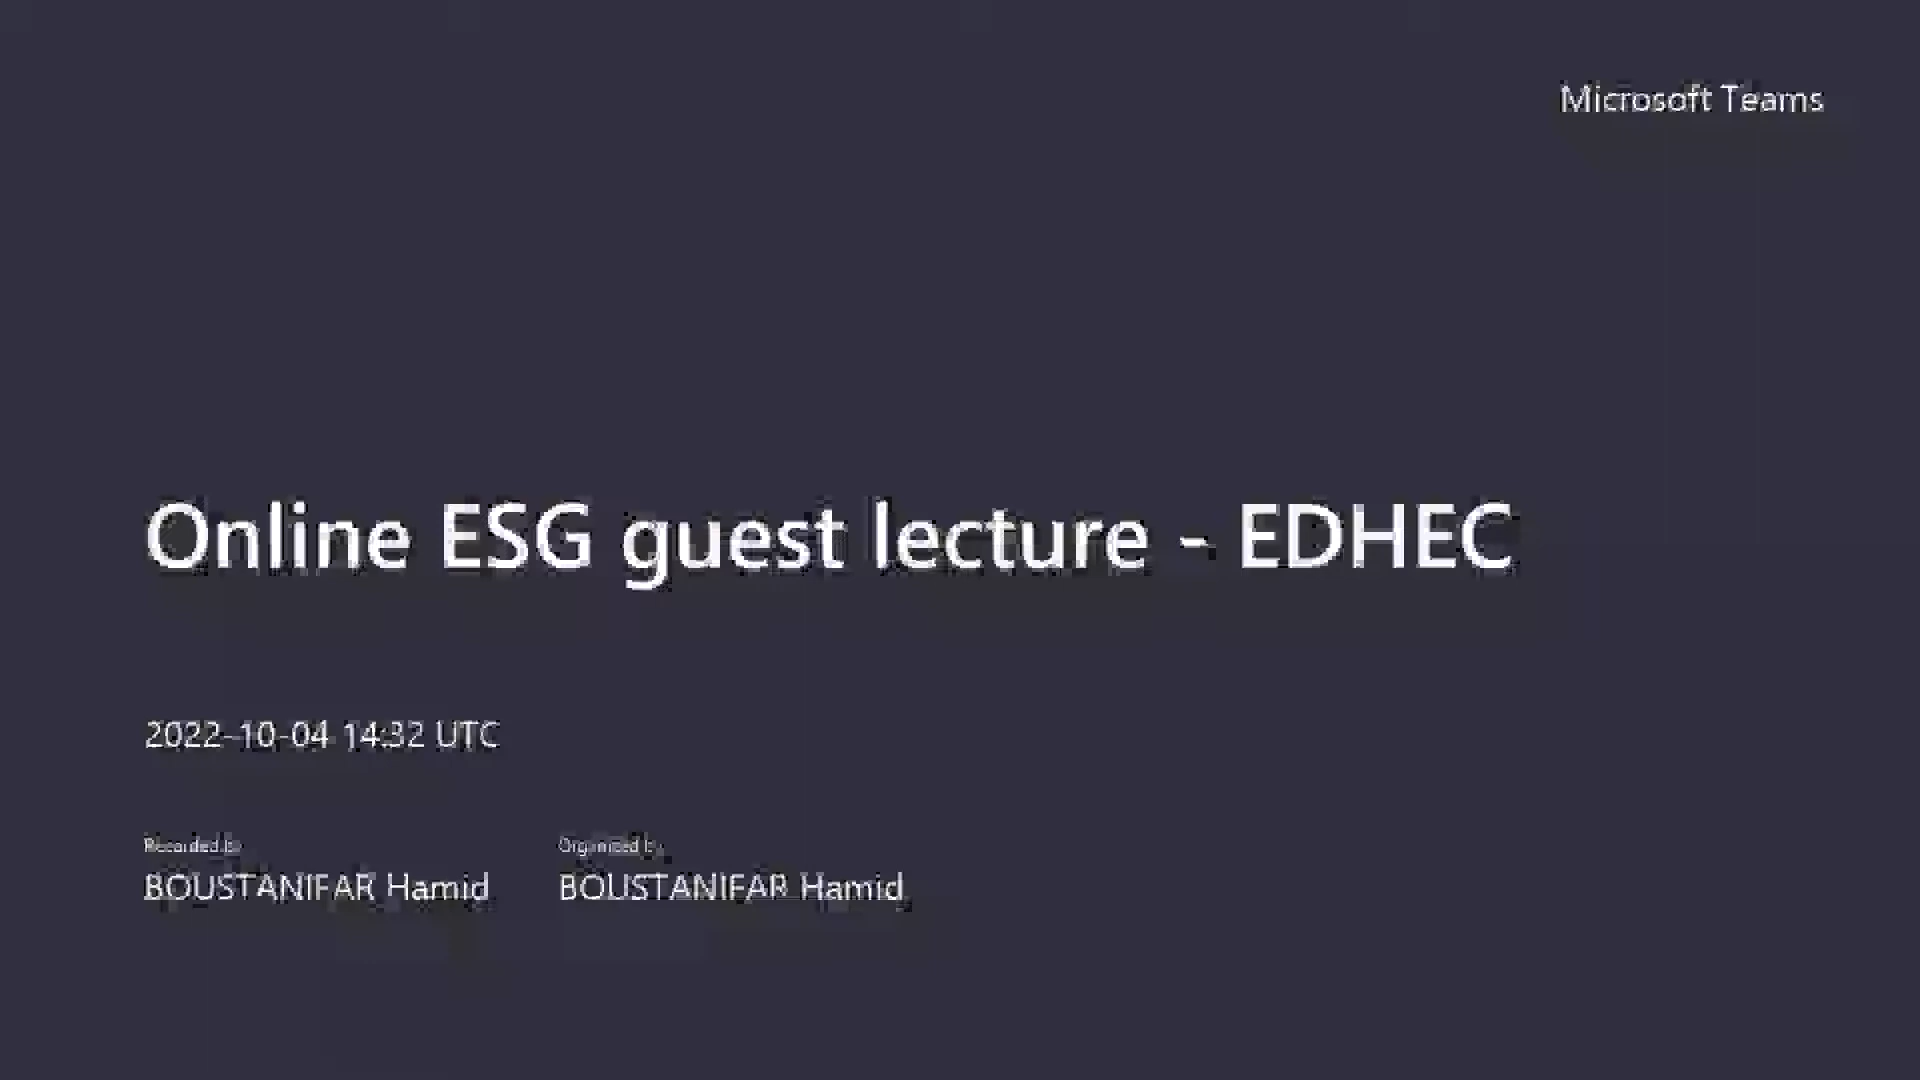 Microsoft Teams
Online ESG guest lecture - EDHEC
2022-10-04 14:32 UTC
Recorded by
Organized by
BOUSTANIFAR Hamid
BOUSTANIFAR Hamid